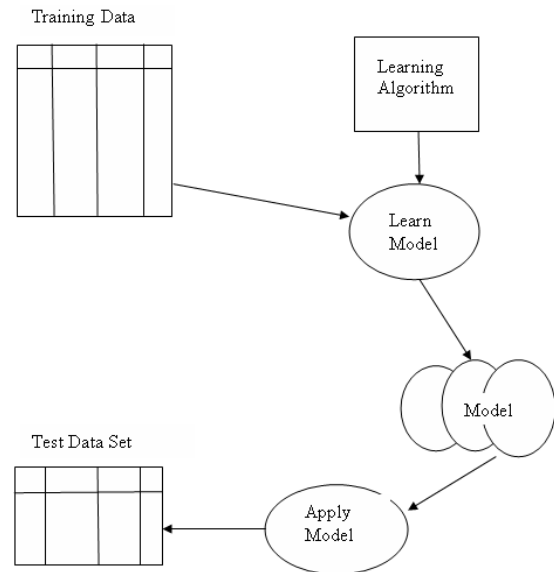 Training Data
Learning
Algorithm
Learn
Model
Model
Test Data Set
Apply
Model